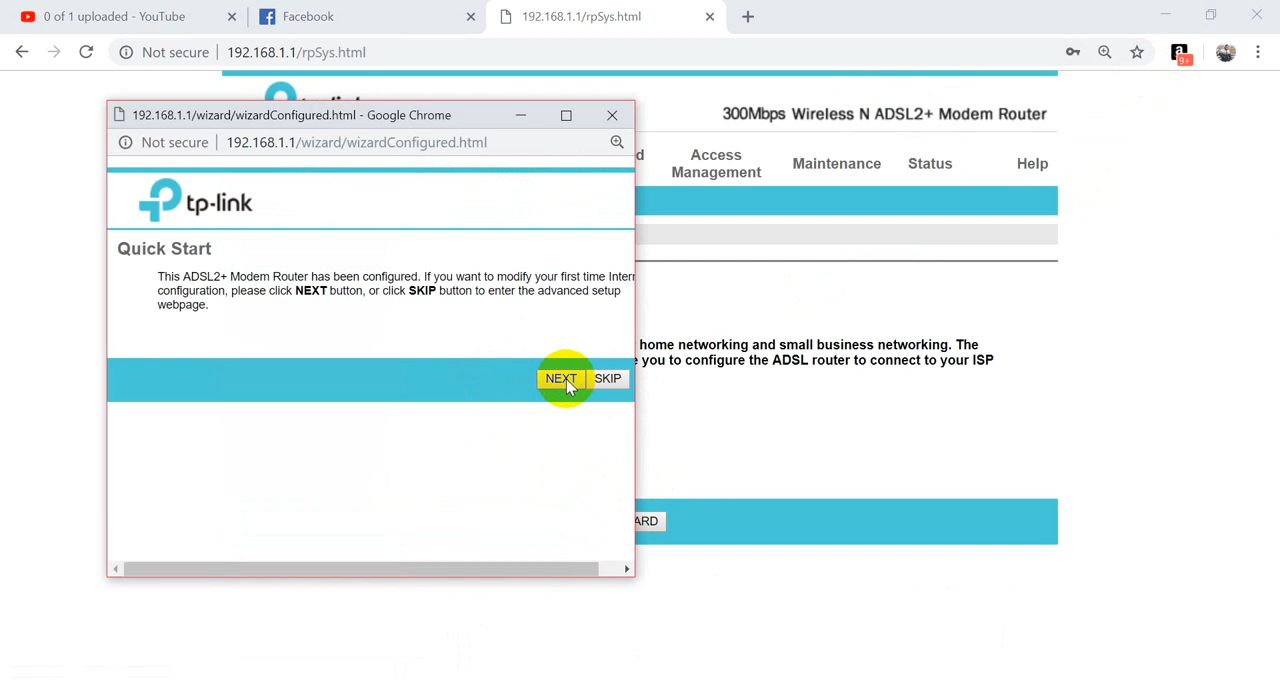 0 of 1 uploaded - YouTube
Facebook
192.168.1.1/rpSys.html
Not secure
192.168.1.1/rpSys.html
9+
300Mbps Wireless N ADSL2+ Modem Router
Access
Management
Maintenance
Status
Help
192.168.1.1/wizard/wizardConfigured.html - Google Chrome
Not secure
192.168.1.1/wizard/wizardConfigured.html
tp-link
Quick Start
This ADSL2+ Modem Router has been configured. If you want to modify your first time Inter
configuration, please click NEXT button, or click SKIP button to enter the advanced setup
webpage.
NEXT
SKIP
home networking and small business networking. The
e you to configure the ADSL router to connect to your ISP
ARD